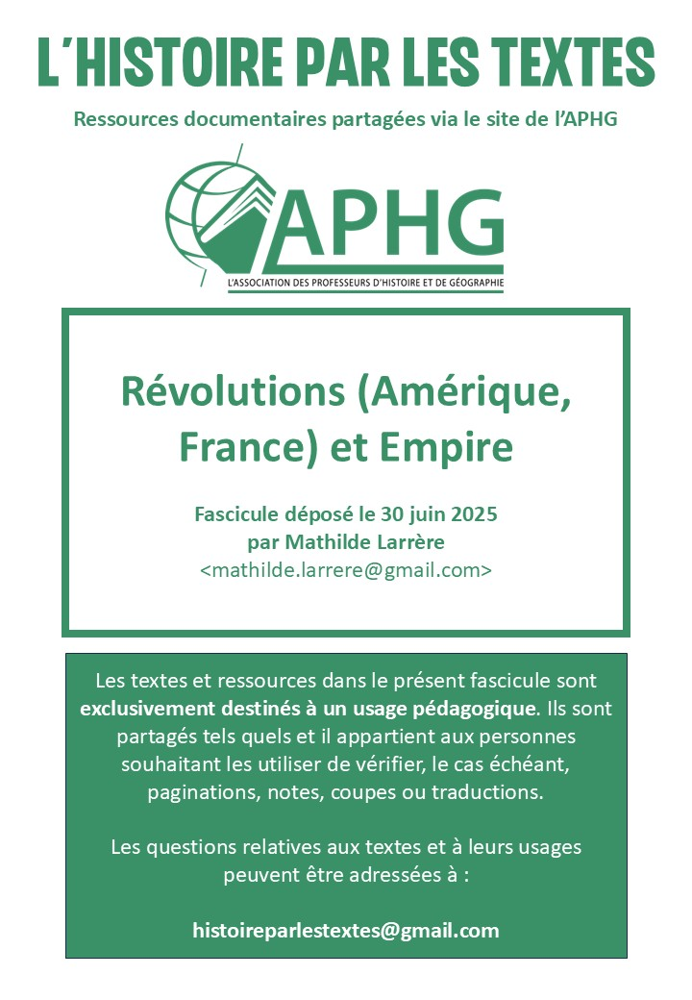 L'HISTOIRE PAR LES TEXTES
Ressources documentaires partagées via le site de l'APHG
APHG
L'ASSOCIATION DES PROFESSEURS D'HISTOIRE ET DE GÉOGRAPHIE
Révolutions (Amérique,
France) et Empire
Fascicule déposé le 30 juin 2025
par Mathilde Larrère
<mathilde.larrere@gmail.com>
Les textes et ressources dans le présent fascicule sont
exclusivement destinés à un usage pédagogique. Ils sont
partagés tels quels et il appartient aux personnes
souhaitant les utiliser de vérifier, le cas échéant,
paginations, notes, coupes ou traductions.
Les questions relatives aux textes et à leurs usages
peuvent être adressées à :
histoireparlestextes@gmail.com